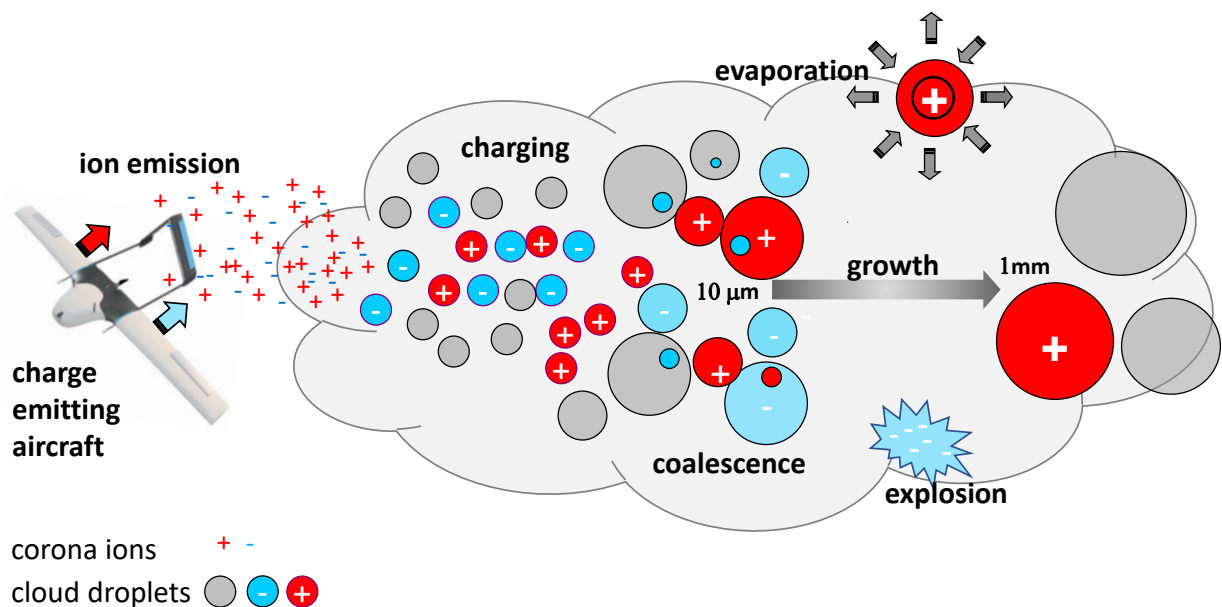 evaporation
ion emission
charging
growth
1mm
10 µm
charge
emitting
aircraft
coalescence
explosion
corona ions + -
cloud droplets - +